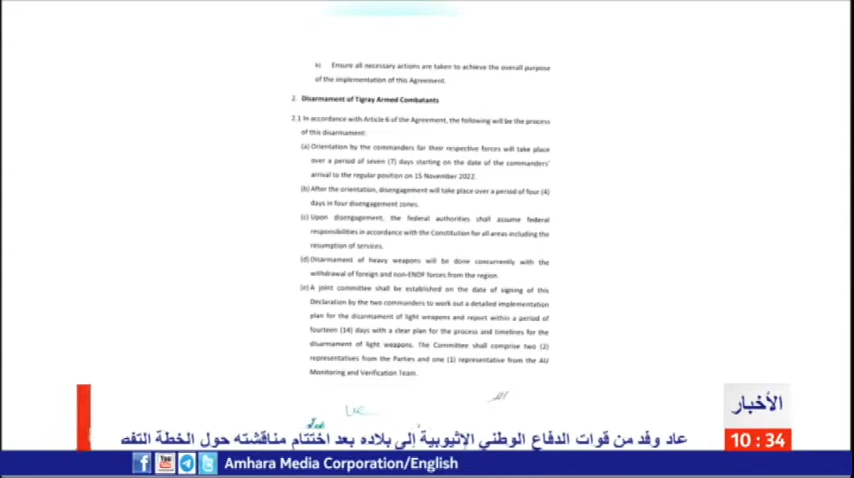 k) Ensure all necessary actions are taken to achieve the overall purpose
of the implementation of this Agreement.
2. Disarmament of Tigray Armed Combatants
2.1 In accordance with Article 6 of the Agreement, the following will be the process
of this disarmament:
(a) Orientation by the commanders for their respective forces will take place
over a period of seven (7) days starting on the date of the commanders'
arrival to the regular position on 15 November 2022.
(b) After the orientation, disengagement will take place over a period of four (4)
days in four disengagement zones.
(c) Upon disengagement, the federal authorities shall assume federal
responsibilities in accordance with the Constitution for all areas including the
resumption of services.
(d) Disarmament of heavy weapons will be done concurrently with the
withdrawal of foreign and non-ENDF forces from the region.
(e) A joint committee shall be established on the date of signing of this
Declaration by the two commanders to work out a detailed implementation
plan for the disarmament of light weapons and report within a period of
fourteen (14) days with a clear plan for the process and timelines for the
disarmament of light weapons. The Committee shall comprise two (2)
representatives from the Parties and one (1) representative from the AU
Monitoring and Verification Team.
الأخبار
عاد وفد من قوات الدفاع الوطني الإثيوبية إلى بلاده بعد اختتام مناقشته حول الخطة التفص
10 : 34
Amhara Media Corporation/English